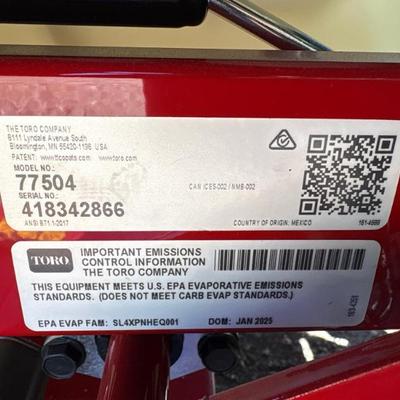 THE TORO COMPANY
8111 Lyndale Avenue South
Bloomington, MN 55420-1196 USA
PATENT: www.ttcopats.com www.toro.com
MODEL NO.:
77504
CAN ICES-002 / NMB-002
SERIAL NO.:
418342866
ANSI B71.1-2017
COUNTRY OF ORIGIN: MEXICO
TORO
IMPORTANT EMISSIONS
CONTROL INFORMATION
THE TORO COMPANY
THIS EQUIPMENT MEETS U.S. EPA EVAPORATIVE EMISSIONS
STANDARDS. (DOES NOT MEET CARB EVAP STANDARDS.)
EPA EVAP FAM: SL4XPNHEQ001 DOM: JAN 2025